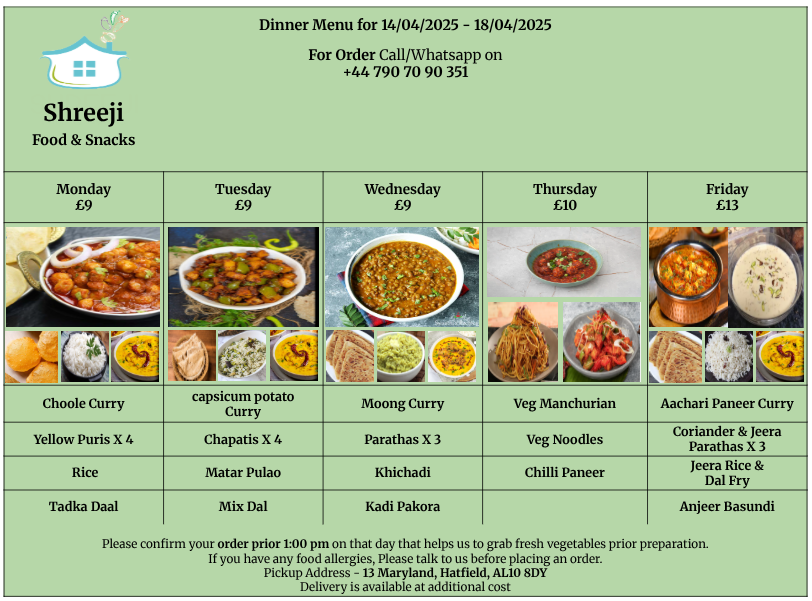 Dinner Menu for 14/04/2025 - 18/04/2025
For Order Call/Whatsapp on
+44 790 70 90 351
Shreeji
Food & Snacks
Monday
£9
Tuesday
£9
Wednesday
£9
Thursday
£10
Friday
£13
Choole Curry
capsicum potato
Curry
Moong Curry
Veg Manchurian
Aachari Paneer Curry
Yellow Puris X 4
Chapatis X 4
Parathas X 3
Veg Noodles
Coriander & Jeera
Parathas X 3
Rice
Matar Pulao
Khichadi
Chilli Paneer
Jeera Rice &
Dal Fry
Tadka Daal
Mix Dal
Kadi Pakora
Anjeer Basundi
Please confirm your order prior 1:00 pm on that day that helps us to grab fresh vegetables prior preparation.
If you have any food allergies, Please talk to us before placing an order.
Pickup Address - 13 Maryland, Hatfield, AL10 8DY
Delivery is available at additional cost